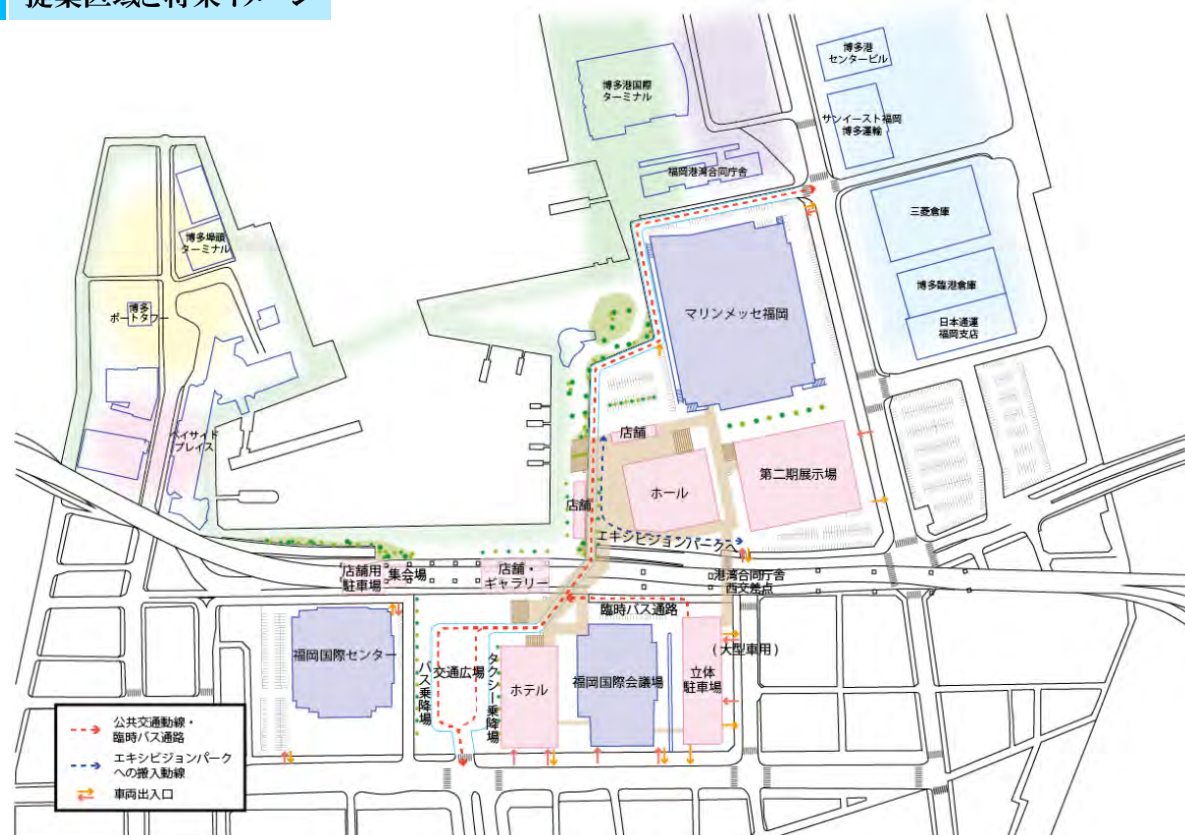 提案区域と将来イメージ
博多港
センタービル
博多港国際
ターミナル
サンイースト福岡
博多運輸
福岡港湾合同庁舎
三菱倉庫
博多埠頭
ターミナル
博多臨港倉庫
博多
ポートタワー
マリンメッセ福岡
日本通運
福岡支店
ベイサイド
プレイス
店舗
第二期展示場
ホール
店舗
エキシビジョンパークへ
店舗用
駐車場
集会場
店舗・
ギャラリー
港湾合同庁舎
西交差点
臨時バス通路
(大型車用)
福岡国際センター
バス乗降場
交通広場
タクシー乗降場
ホテル
福岡国際会議場
立体
駐車場
公共交通動線・
臨時バス通路
エキシビジョンパーク
への搬入動線
車両出入口